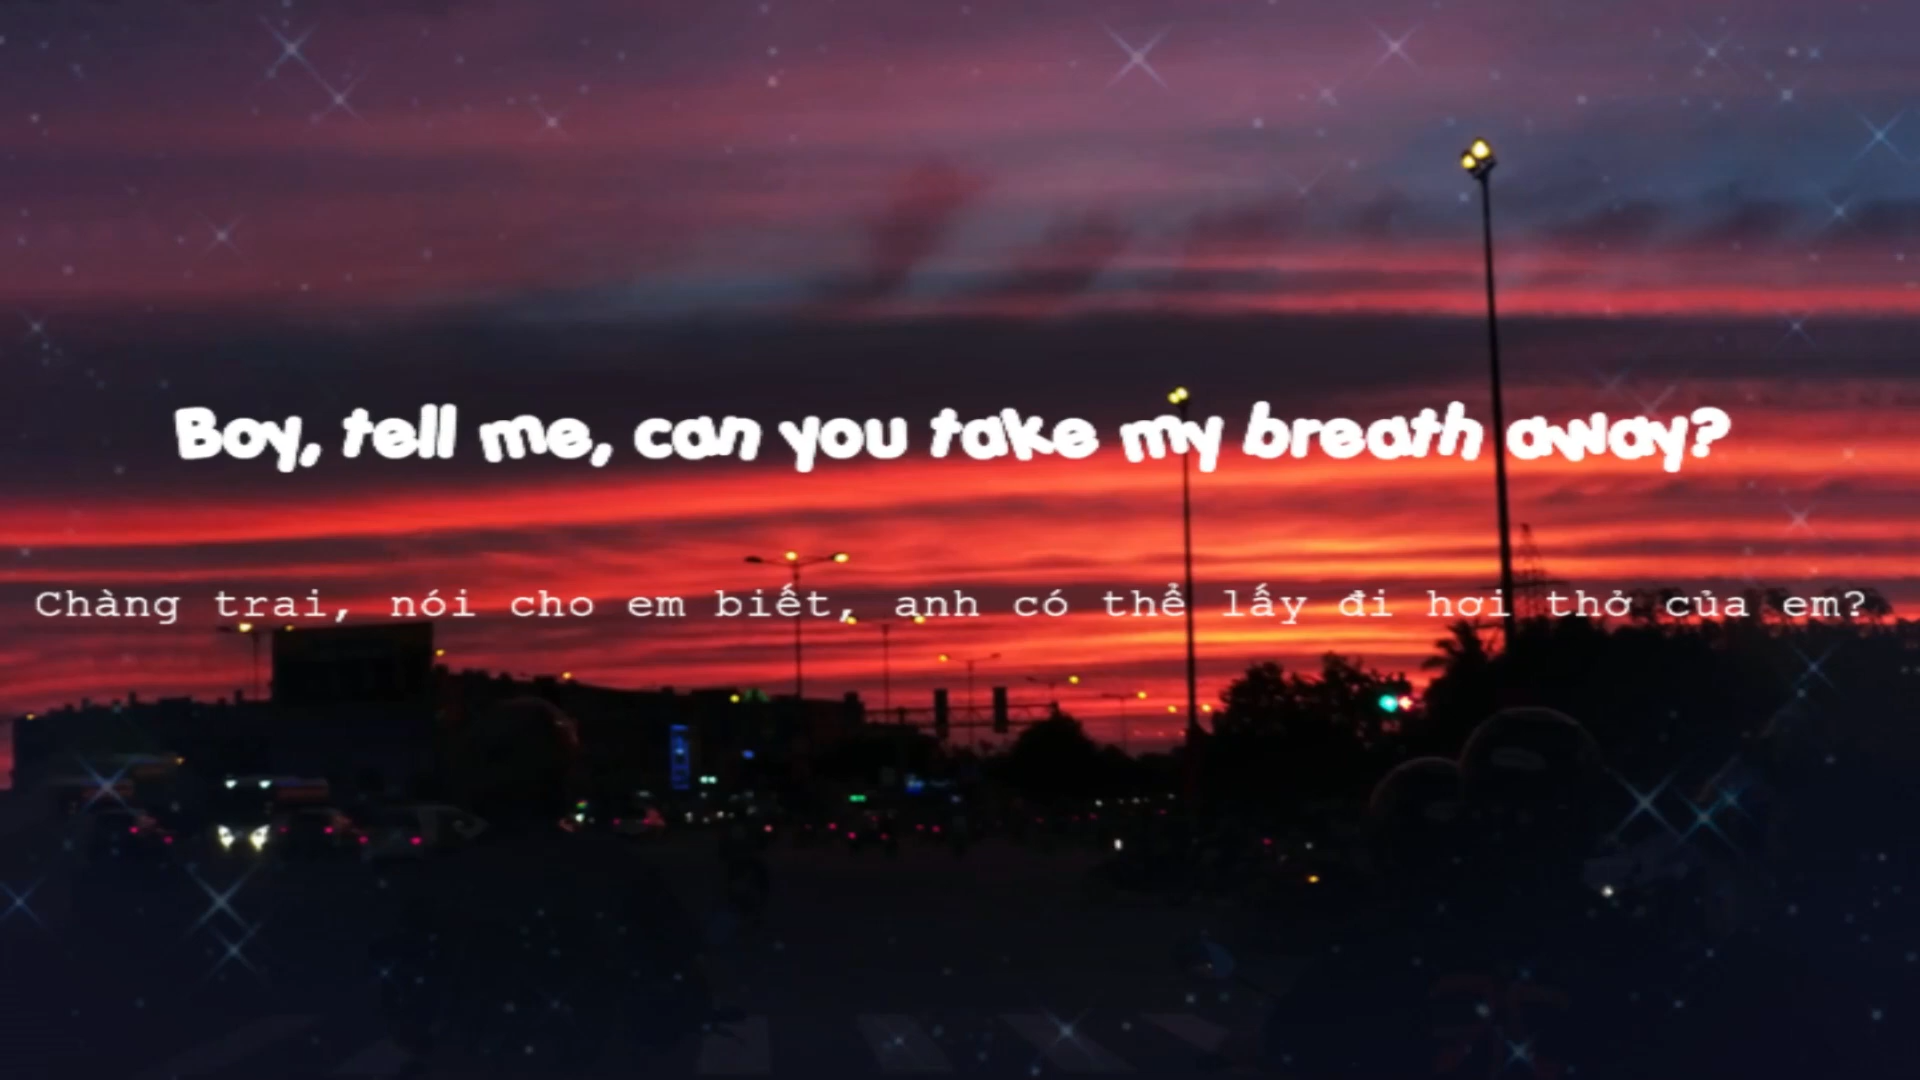 Boy, tell me, can you take my breath away?
Chàng trai, nói cho em biết, anh có thể lấy đi hơi thở của em?